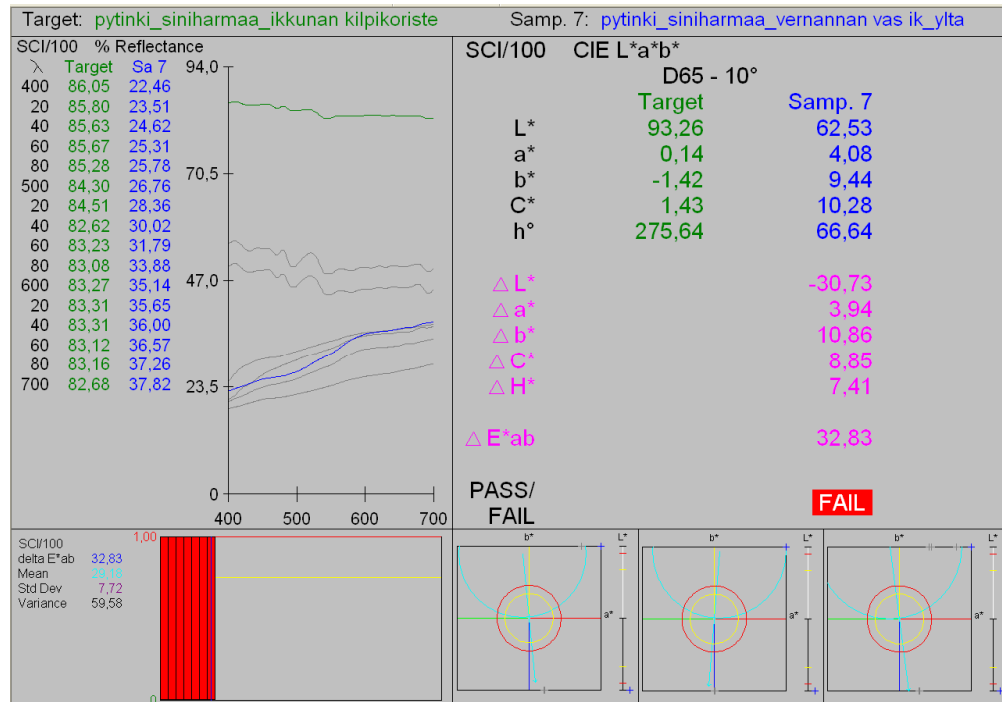 Target: pytinki_siniharmaa_ikkunan kilpikoriste
Samp. 7: pytinki_siniharmaa_vernannan vas ik_ylta
SCI/100 % Reflectance
λ Target Sa 7
400 86,05 22,46
20 85,80 23,51
40 85,63 24,62
60 85,67 25,31
80 85,28 25,78
500 84,30 26,76
20 84,51 28,36
40 82,62 30,02
60 83,23 31,79
80 83,08 33,88
600 83,27 35,14
20 83,31 35,65
40 83,31 36,00
60 83,12 36,57
80 83,16 37,26
700 82,68 37,82
94,0
70,5
47,0
23,5
0
400 500 600 700
SCI/100 CIE L*a*b*
D65 - 10°
Target Samp. 7
L* 93,26 62,53
a* 0,14 4,08
b* -1,42 9,44
C* 1,43 10,28
h° 275,64 66,64
△ L* -30,73
△ a* 3,94
△ b* 10,86
△ C* 8,85
△ H* 7,41
△ E*ab 32,83
PASS/
FAIL
FAIL
SCI/100
delta E*ab 32,83
Mean 29,18
Std Dev 7,72
Variance 59,58
1,00
0
b* L*
a*
b* L*
a*
b* L*
a*